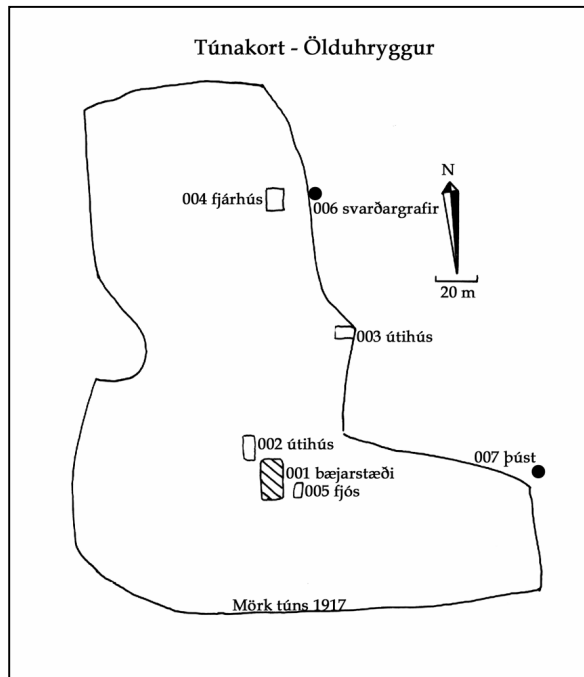 Túnakort - Ölduhryggur
N
004 fjárhús
006 svarðargrafir
20 m
003 útihús
002 útihús
007 þúst
001 bæjarstæði
005 fjós
Mörk túns 1917